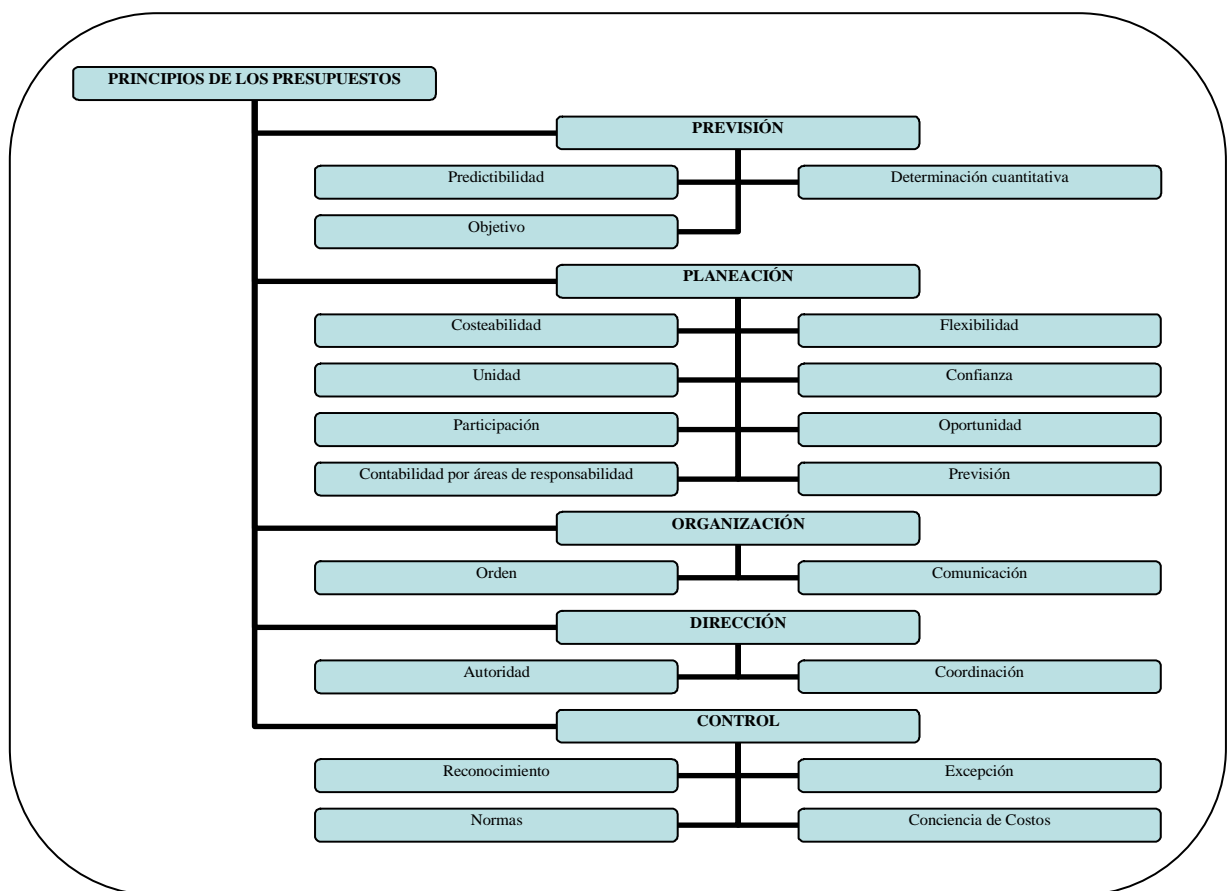 PRINCIPIOS DE LOS PRESUPUESTOS
PREVISIÓN
Predictibilidad
Determinación cuantitativa
Objetivo
PLANEACIÓN
Costeabilidad
Flexibilidad
Unidad
Confianza
Participación
Oportunidad
Contabilidad por áreas de responsabilidad
Previsión
ORGANIZACIÓN
Orden
Comunicación
DIRECCIÓN
Autoridad
Coordinación
CONTROL
Reconocimiento
Excepción
Normas
Conciencia de Costos